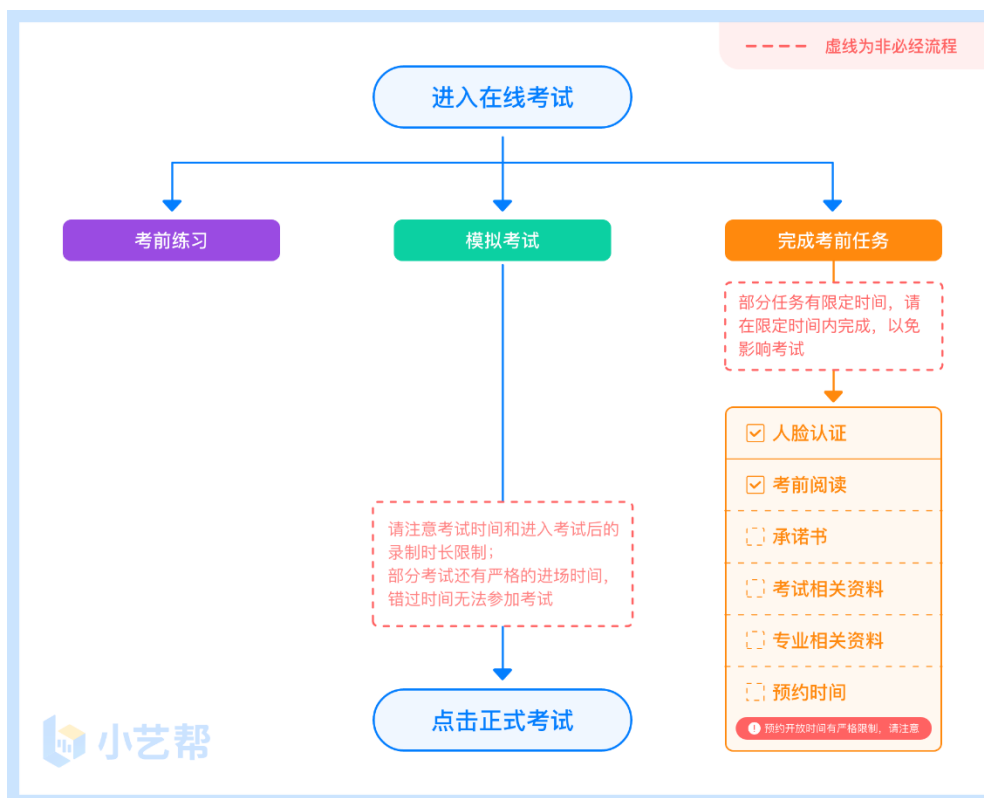 虚线为非必经流程
进入在线考试
考前练习
模拟考试
完成考前任务
部分任务有限定时间，请
在限定时间内完成，以免
影响考试
人脸认证
考前阅读
承诺书
考试相关资料
专业相关资料
预约时间
预约开放时间有严格限制，请注意
请注意考试时间和进入考试后的
录制时长限制；
部分考试还有严格的进场时间，
错过时间无法参加考试
点击正式考试
小艺帮